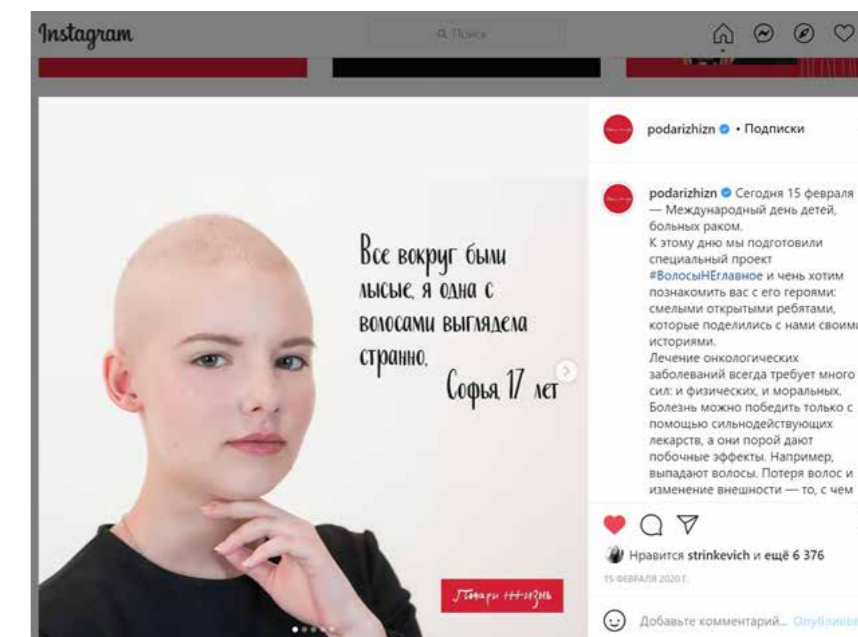 Instagram
Поиск
Все вокруг были
лысые, я одна с
волосами выглядела
странно,
Софья, 17 лет
Подари жизнь
podarizhizn • Подписки
podarizhizn Сегодня 15 февраля
— Международный день детей,
больных раком.
К этому дню мы подготовили
специальный проект
#ВолосыНЕглавное и чень хотим
познакомить вас с его героями:
смелыми открытыми ребятами,
которые поделились с нами своими
историями.
Лечение онкологических
заболеваний всегда требует много
сил: и физических, и моральных.
Болезнь можно победить только с
помощью сильнодействующих
лекарств, а они порой дают
побочные эффекты. Например,
выпадают волосы. Потеря волос и
изменение внешности — то, с чем
Нравится strinkevich и ещё 6 376
15 ФЕВРАЛЯ 2020 Г.
Добавьте комментарий...